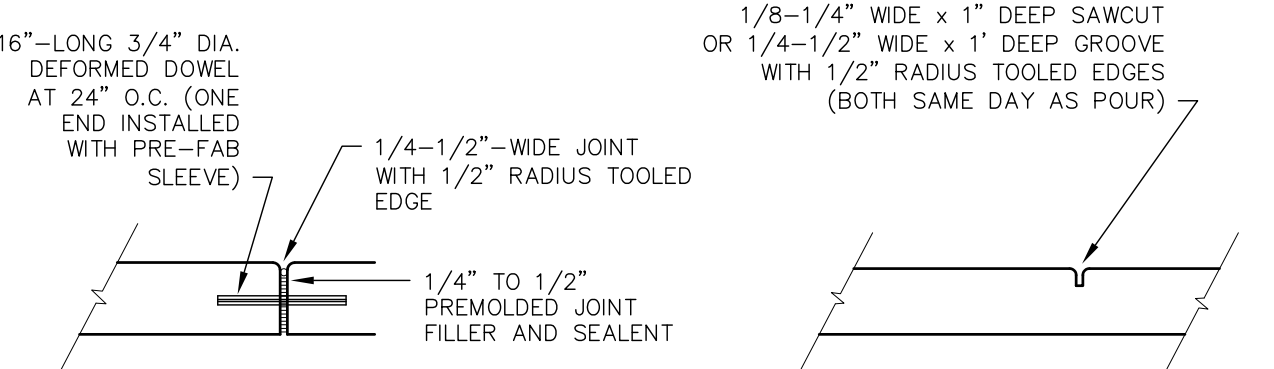 16”–LONG 3/4” DIA.
DEFORMED DOWEL
AT 24” O.C. (ONE
END INSTALLED
WITH PRE–FAB
SLEEVE)
1/4–1/2”–WIDE JOINT
WITH 1/2” RADIUS TOOLED
EDGE
1/4” TO 1/2”
PREMOLDED JOINT
FILLER AND SEALENT
1/8–1/4” WIDE x 1” DEEP SAWCUT
OR 1/4–1/2” WIDE x 1’ DEEP GROOVE
WITH 1/2” RADIUS TOOLED EDGES
(BOTH SAME DAY AS POUR)